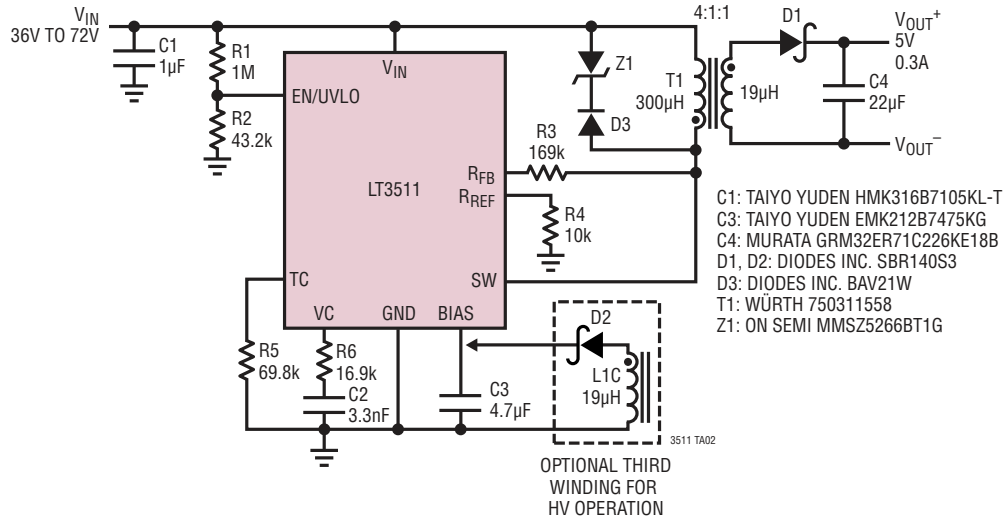 VIN
36V TO 72V
C1
1µF
R1
1M
R2
43.2k
VIN
EN/UVLO
LT3511
RFB
RREF
SW
TC
VC
GND
BIAS
Z1
D3
R3
169k
R4
10k
T1
300µH
4:1:1
19µH
D1
C4
22µF
VOUT+
5V
0.3A
VOUT–
R5
69.8k
R6
16.9k
C2
3.3nF
C3
4.7µF
D2
L1C
19µH
3511 TA02
OPTIONAL THIRD
WINDING FOR
HV OPERATION
C1: TAIYO YUDEN HMK316B7105KL-T
C3: TAIYO YUDEN EMK212B7475KG
C4: MURATA GRM32ER71C226KE18B
D1, D2: DIODES INC. SBR140S3
D3: DIODES INC. BAV21W
T1: WÜRTH 750311558
Z1: ON SEMI MMSZ5266BT1G